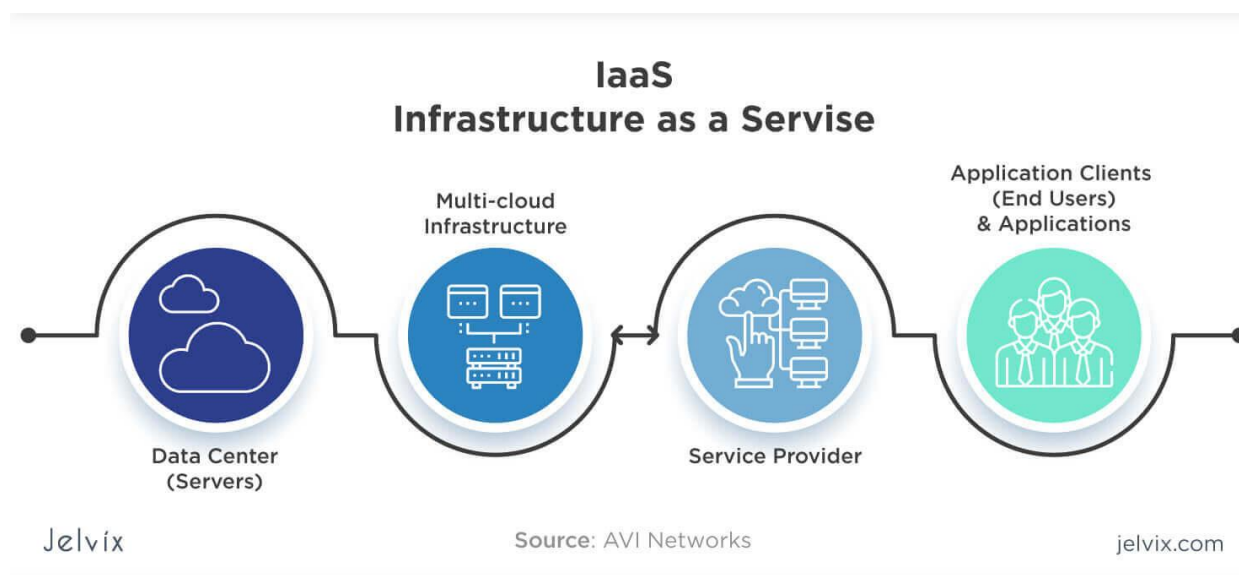 IaaS
Infrastructure as a Servise
Multi-cloud
Infrastructure
Application Clients
(End Users)
& Applications
Data Center
(Servers)
Service Provider
Jelvix
Source: AVI Networks
jelvix.com